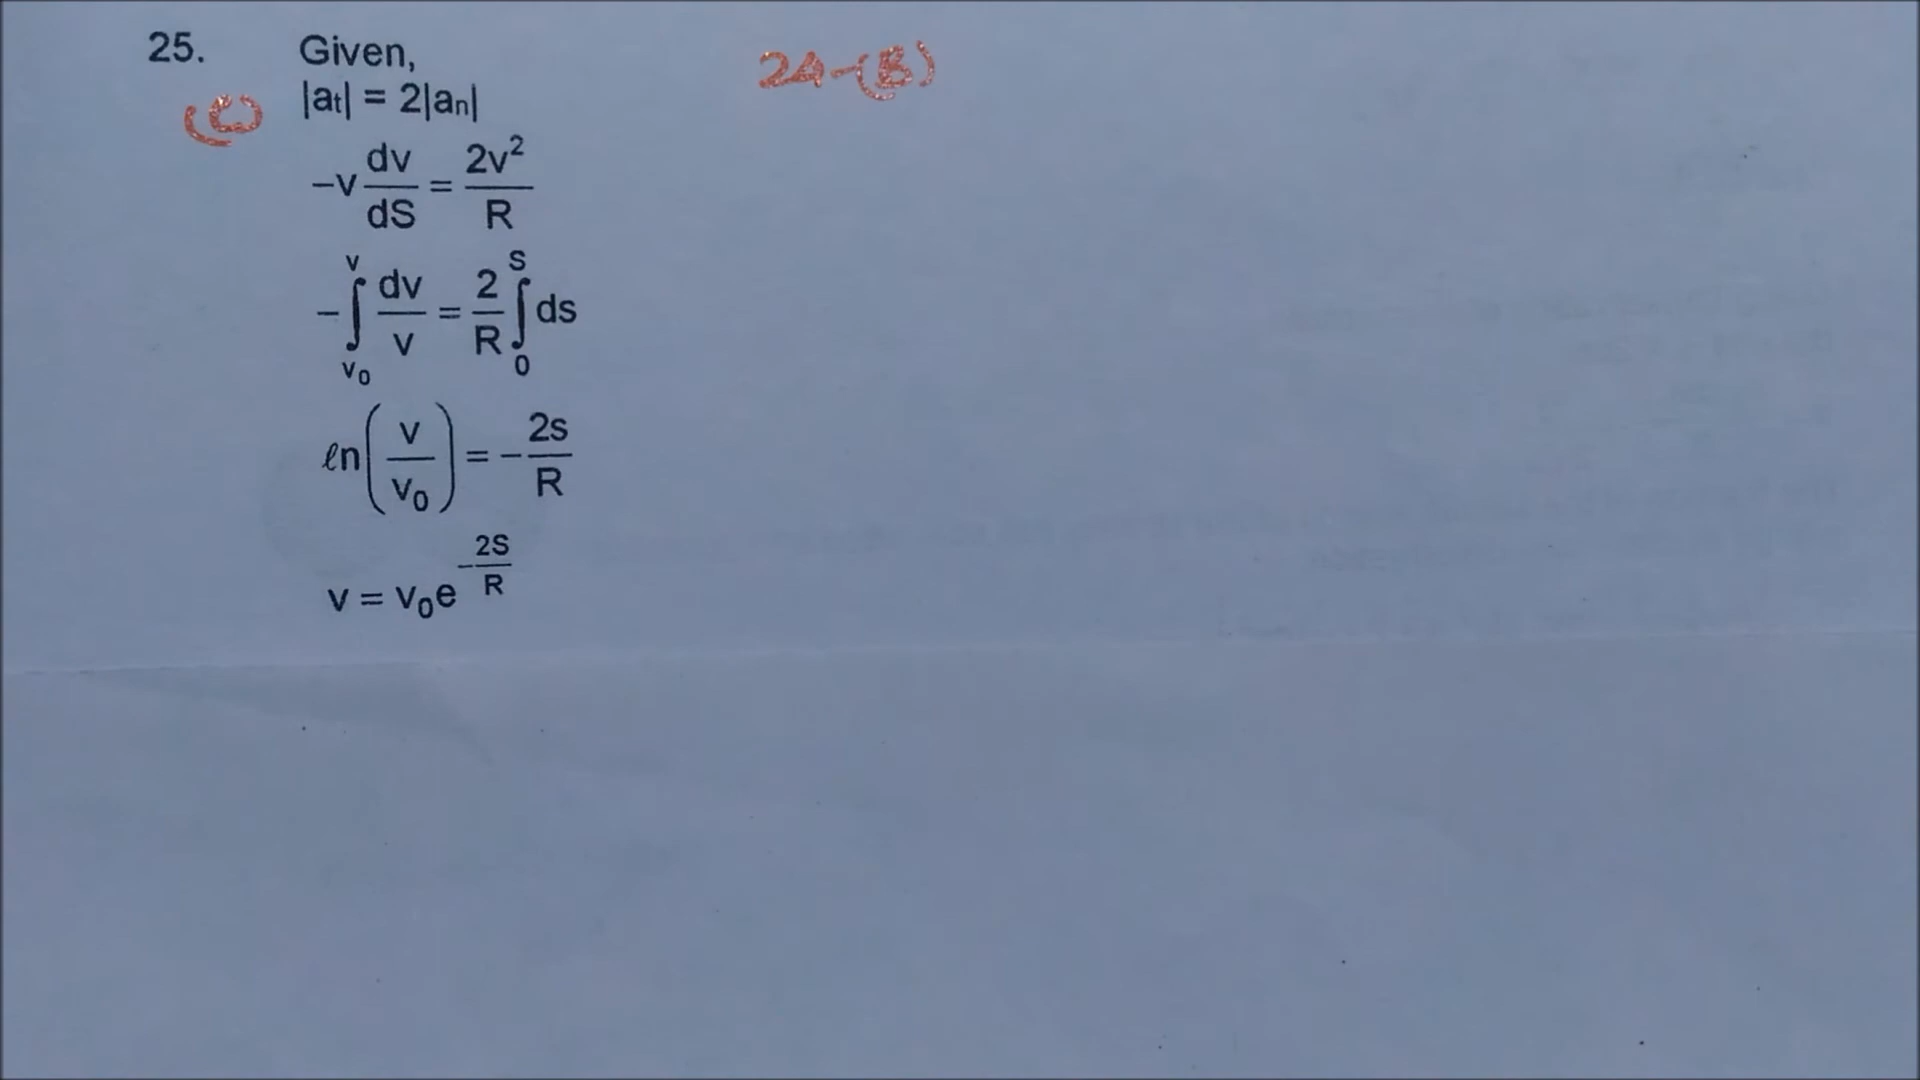 25. Given,
24-(B)
(C) |at| = 2|an|
−v dv/dS = 2v²/R
−∫_{v₀}^{v} dv/v = 2/R ∫_{0}^{S} ds
ℓn(v/v₀) = −2s/R
v = v₀e^{−2S/R}